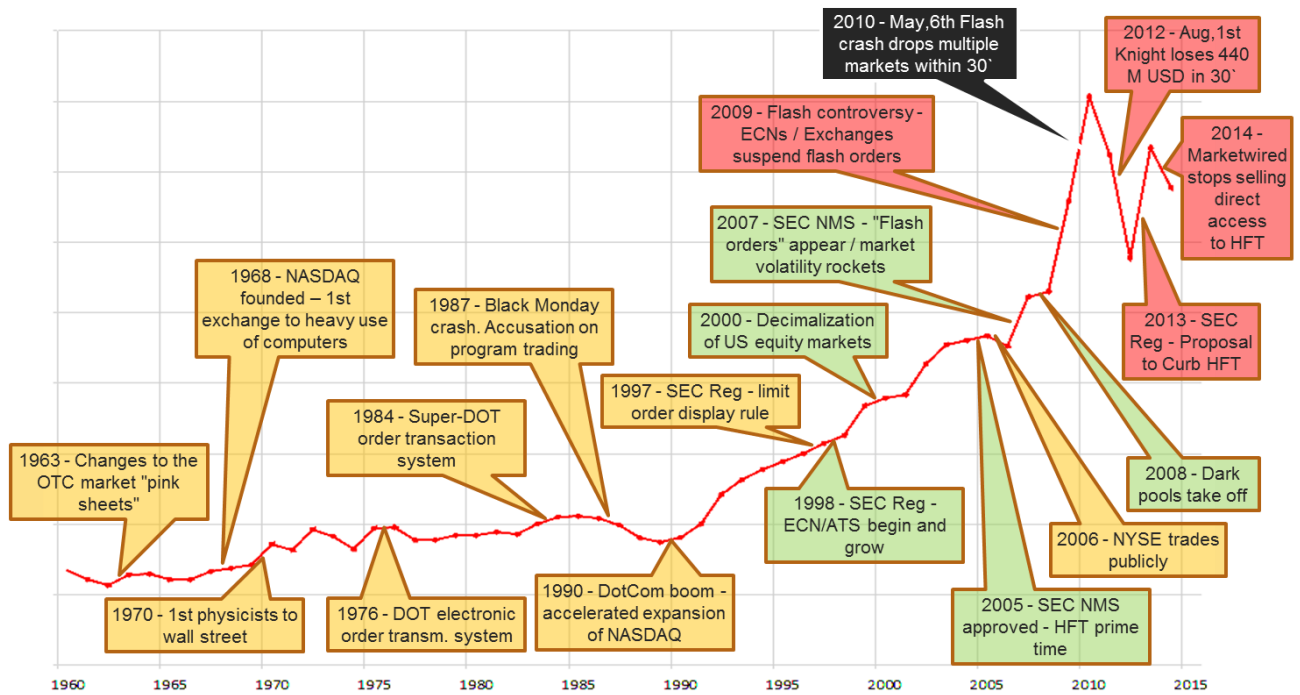 2010 - May,6th Flash
crash drops multiple
markets within 30`
2012 - Aug,1st
Knight loses 440
M USD in 30`
2009 - Flash controversy -
ECNs / Exchanges
suspend flash orders
2014 -
Marketwired
stops selling
direct
access
to HFT
2007 - SEC NMS - "Flash
orders" appear / market
volatility rockets
1968 - NASDAQ
founded – 1st
exchange to heavy use
of computers
1987 - Black Monday
crash. Accusation on
program trading
2000 - Decimalization
of US equity markets
2013 - SEC
Reg - Proposal
to Curb HFT
1997 - SEC Reg - limit
order display rule
1984 - Super-DOT
order transaction
system
1963 - Changes to the
OTC market "pink
sheets"
2008 - Dark
pools take off
1998 - SEC Reg -
ECN/ATS begin and
grow
2006 - NYSE trades
publicly
1970 - 1st physicists to
wall street
1976 - DOT electronic
order transm. system
1990 - DotCom boom -
accelerated expansion
of NASDAQ
2005 - SEC NMS
approved - HFT prime
time
1960 1965 1970 1975 1980 1985 1990 1995 2000 2005 2010 2015